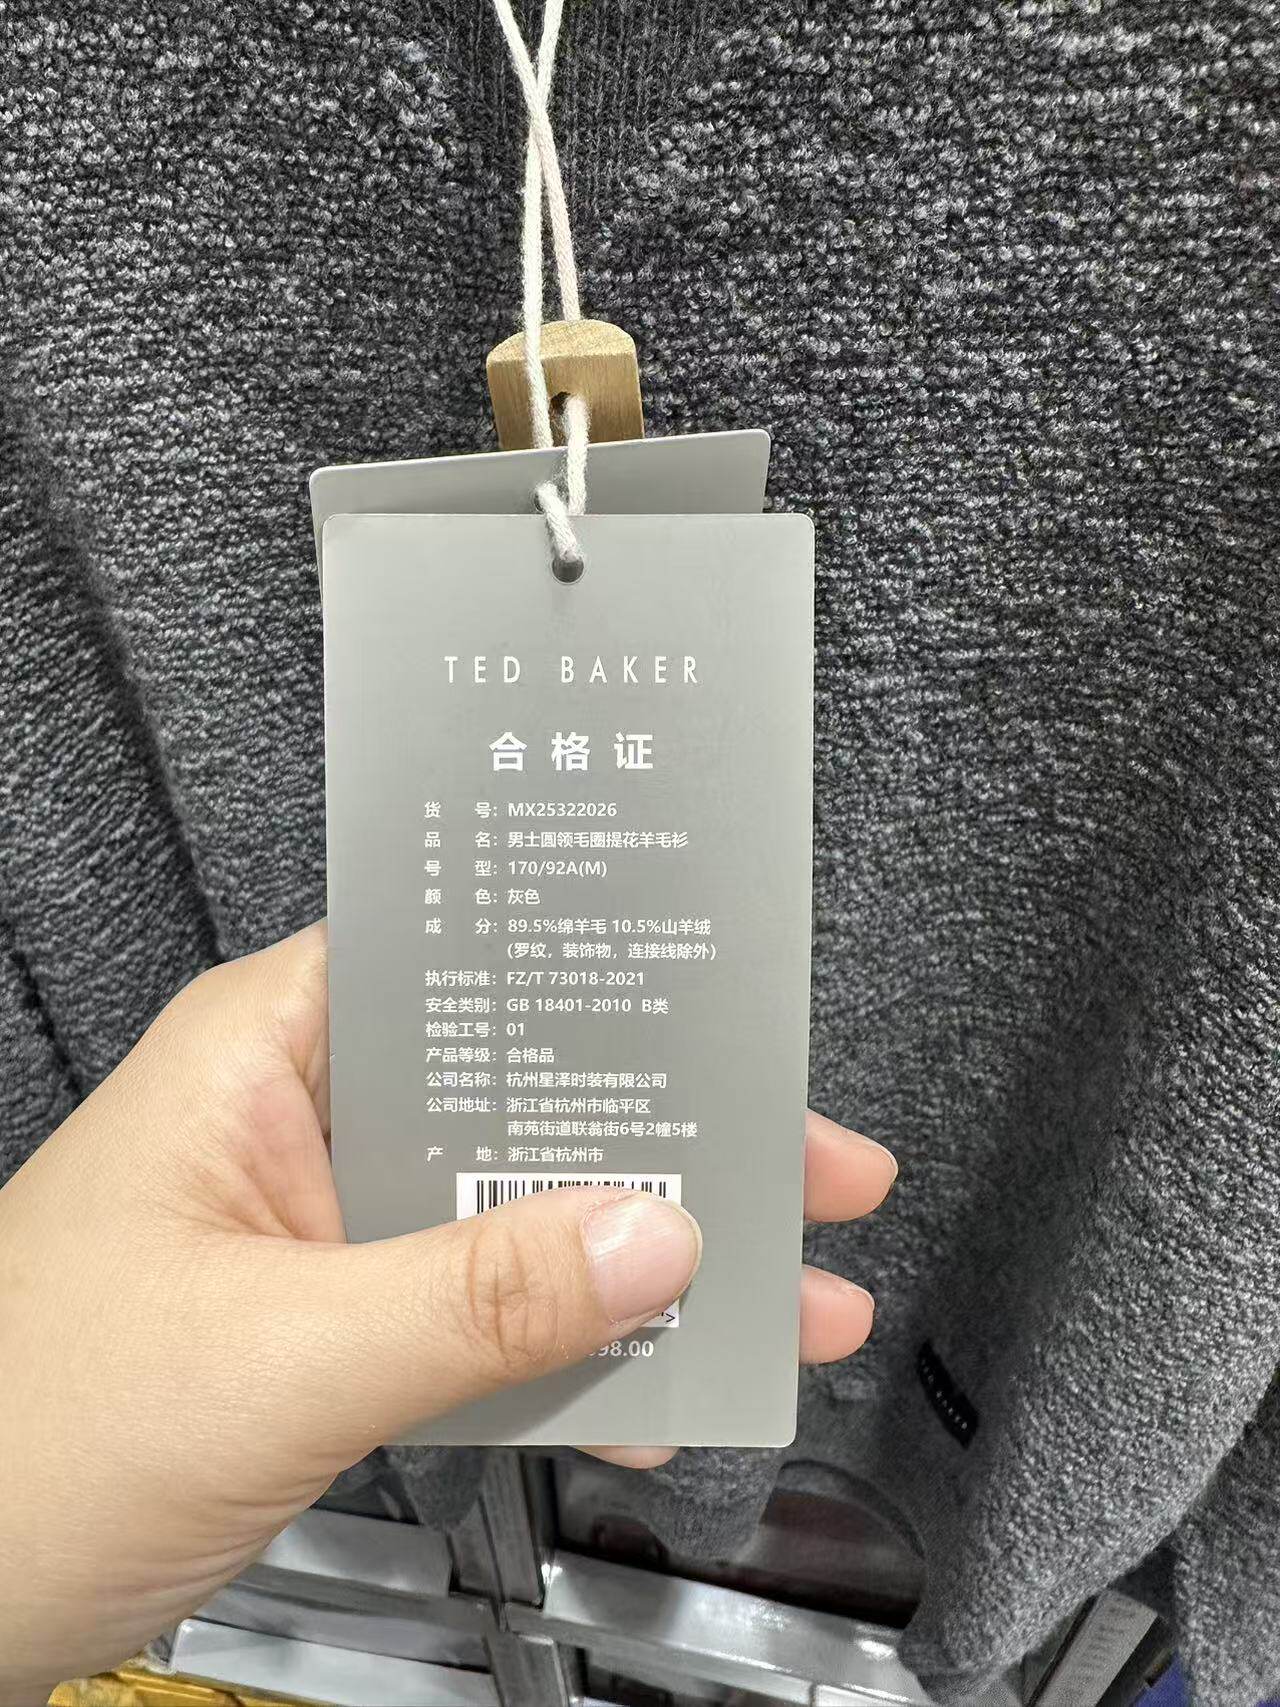 TED BAKER
合格证
货 号：MX25322026
品 名：男士圆领毛圈提花羊毛衫
号 型：170/92A(M)
颜 色：灰色
成 分：89.5%绵羊毛 10.5%山羊绒
(罗纹，装饰物，连接线除外)
执行标准：FZ/T 73018-2021
安全类别：GB 18401-2010 B类
检验工号：01
产品等级：合格品
公司名称：杭州星泽时装有限公司
公司地址：浙江省杭州市临平区
南苑街道联翁街6号2幢5楼
产 地：浙江省杭州市
>
98.00
TED BAKER